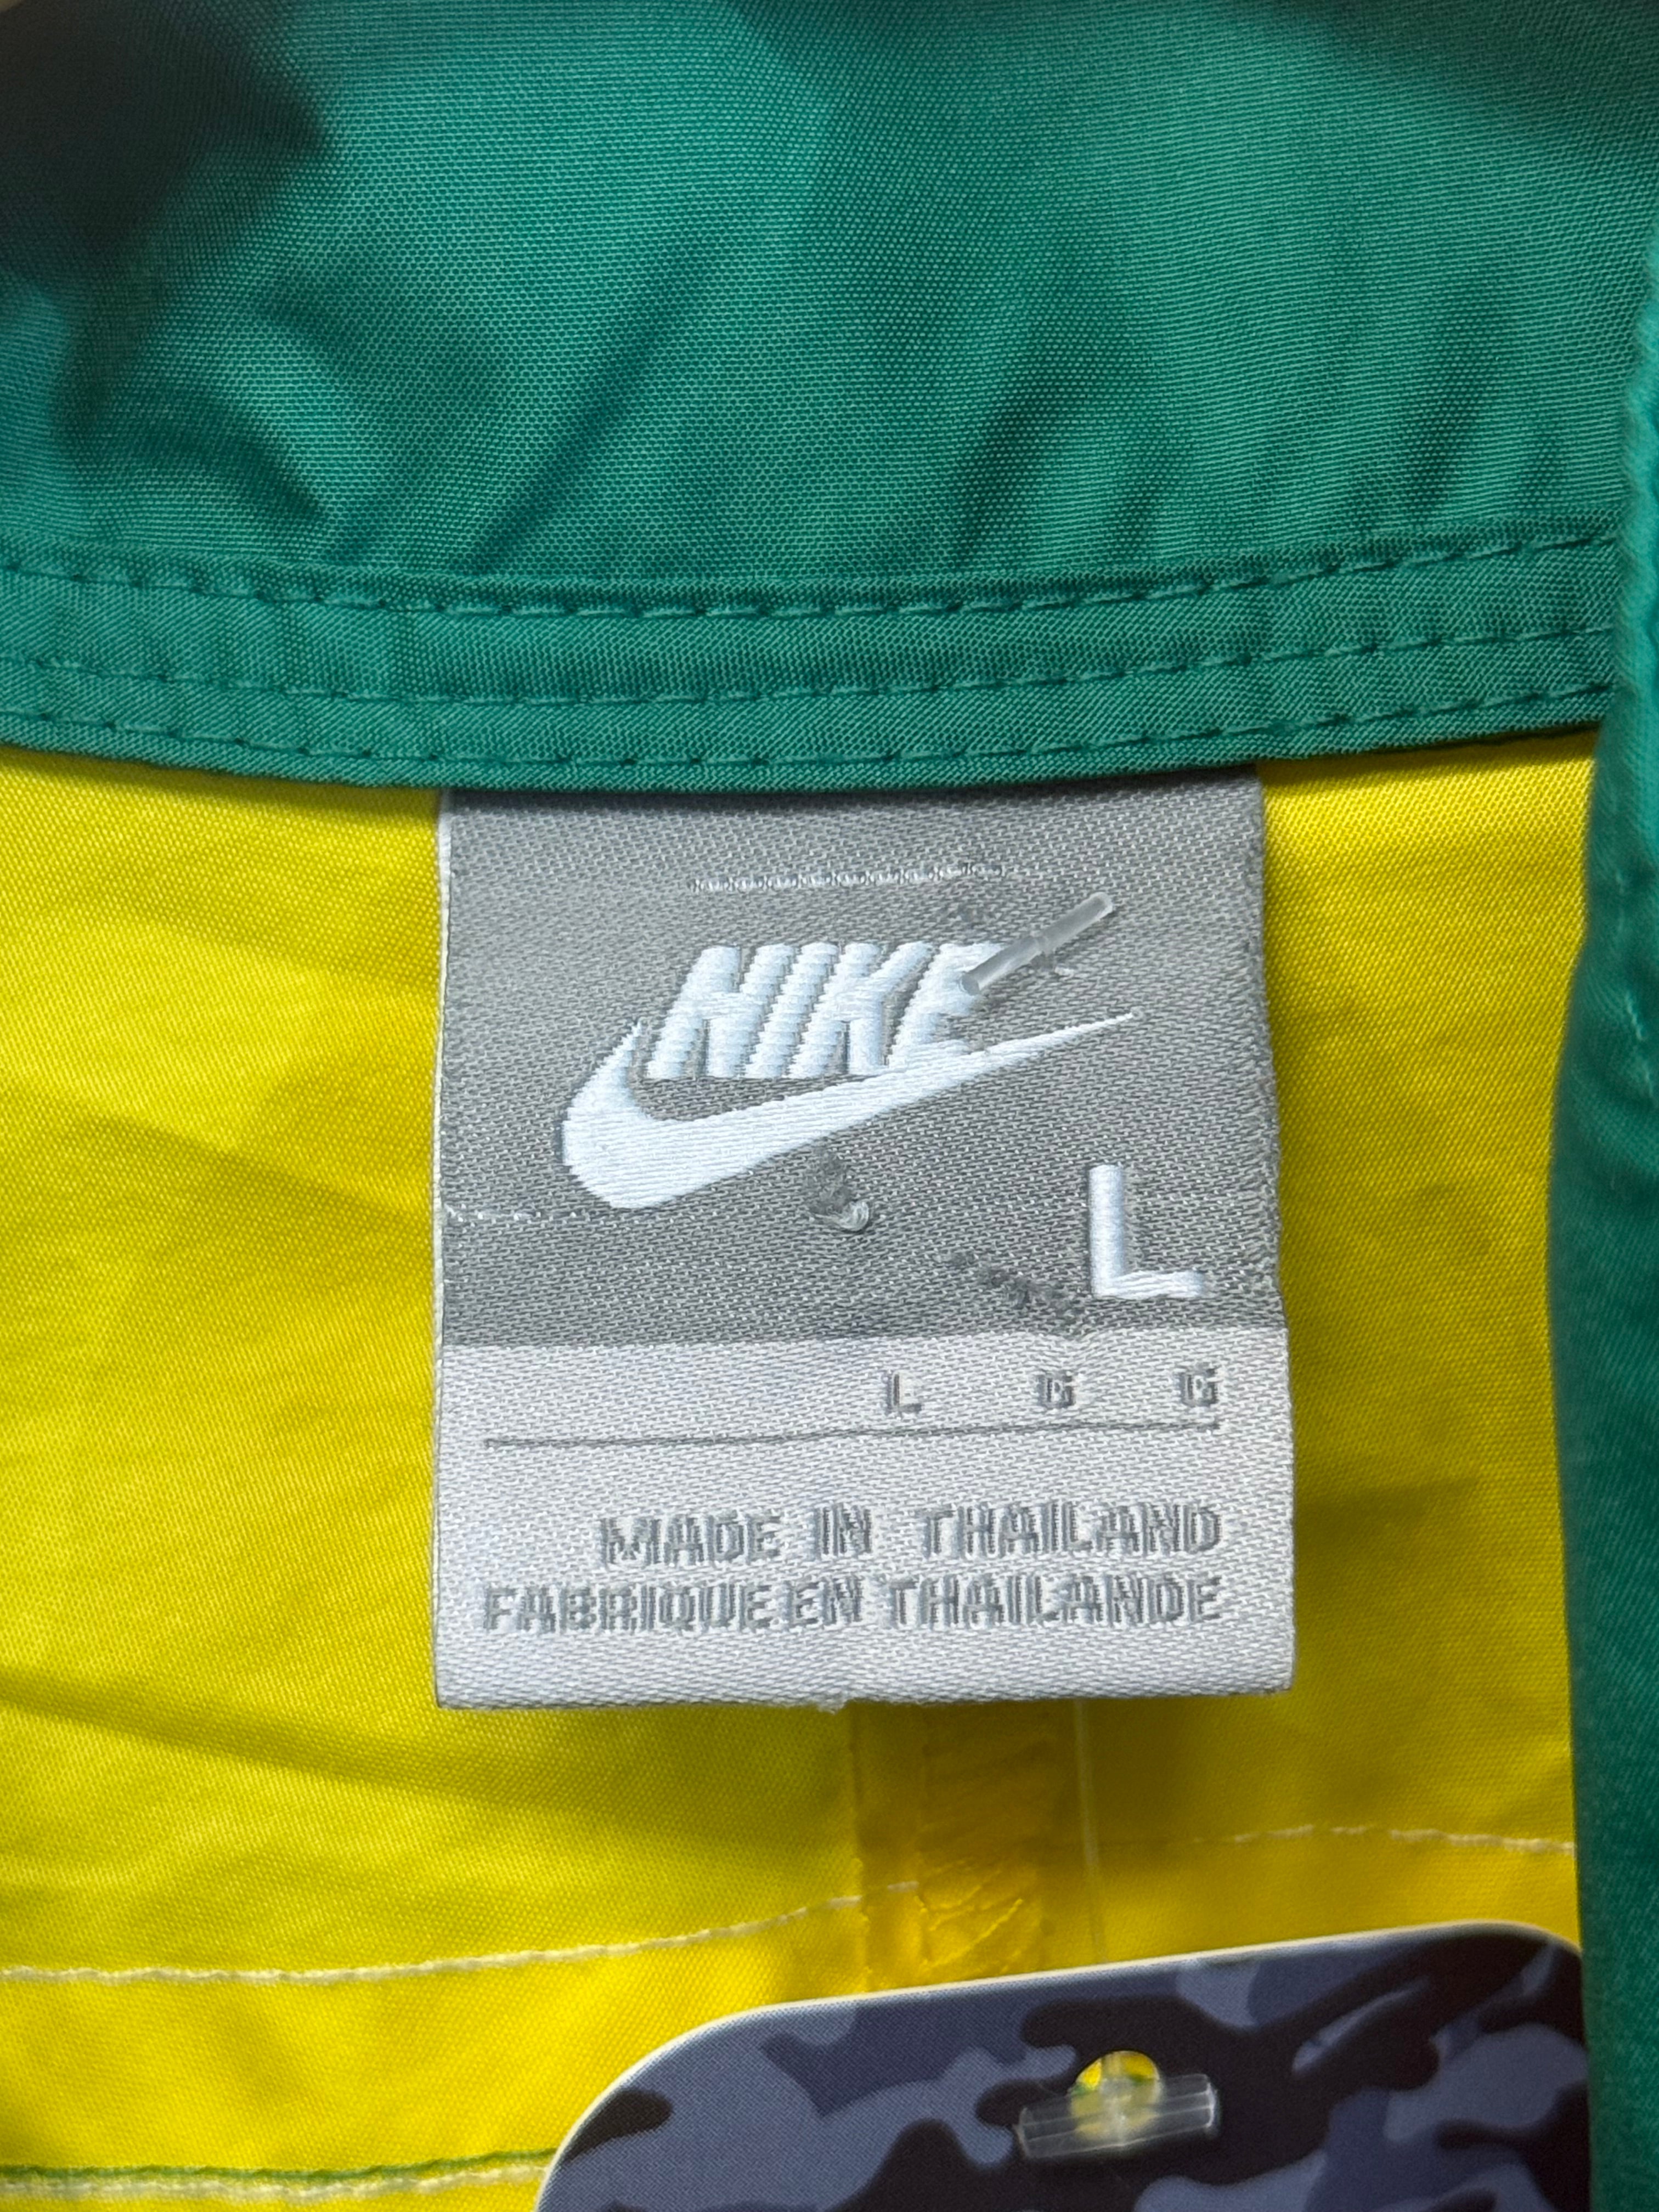 NIKE
L
L G G
MADE IN THAILAND
FABRIQUE EN THAILANDE